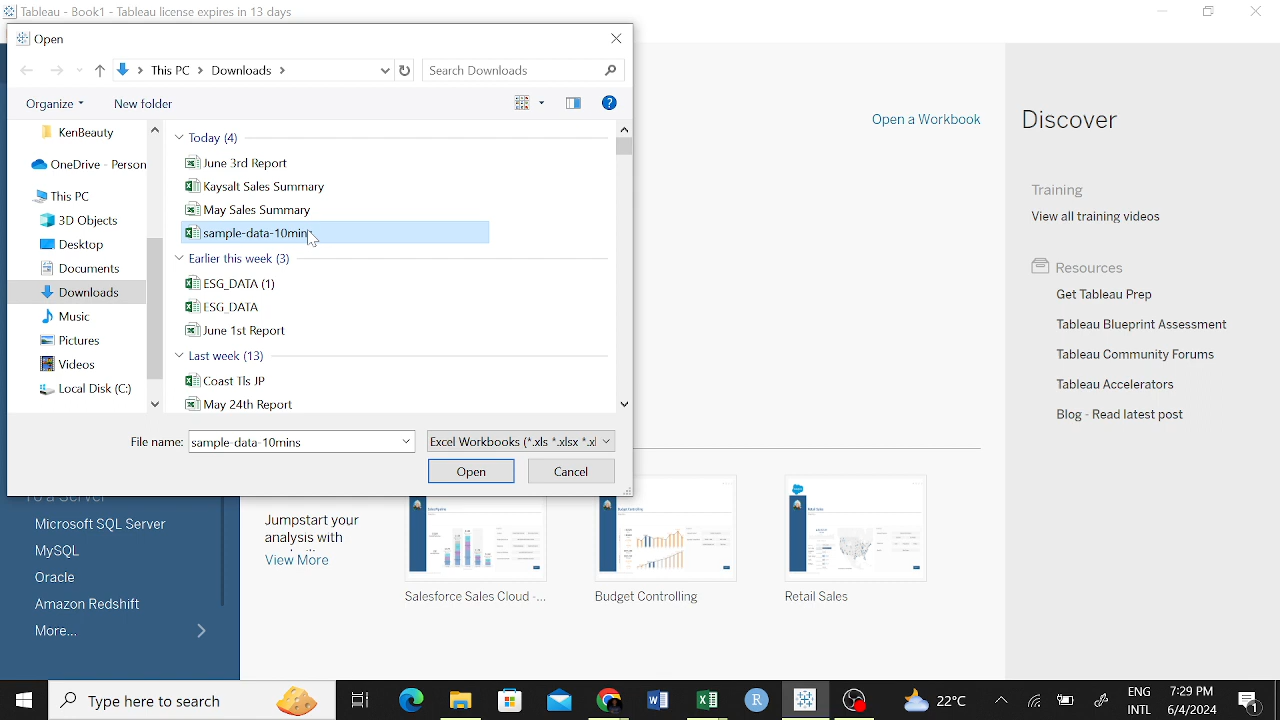 Tableau - Book1 - Tableau license expires in 13 days
Open
This PC > Downloads >
Search Downloads
Organize
New folder
KenBeauty
OneDrive - Person
This PC
3D Objects
Desktop
Documents
Downloads
Music
Pictures
Videos
Local Disk (C:)
Today (4)
June 3rd Report
Kaysolt Sales Summary
May Sales Summary
sample-data-10mins
Earlier this week (3)
ESG_DATA (1)
ESG_DATA
June 1st Report
Last week (13)
Coast Tls JP
May 24th Report
File name:
sample-data-10mins
Excel Workbooks (*.xls *.xlsx *.xl
Open
Cancel
Open a Workbook
Discover
Training
View all training videos
Resources
Get Tableau Prep
Tableau Blueprint Assessment
Tableau Community Forums
Tableau Accelerators
Blog - Read latest post
To a Server
Microsoft SQL Server
MySQL
Oracle
Amazon Redshift
More...
Jumpstart your
analysis with
...
View More
Salesforce Sales Cloud -...
Budget Controlling
Retail Sales
Type here to search
22°C
ENG
INTL
7:29 PM
6/4/2024
1